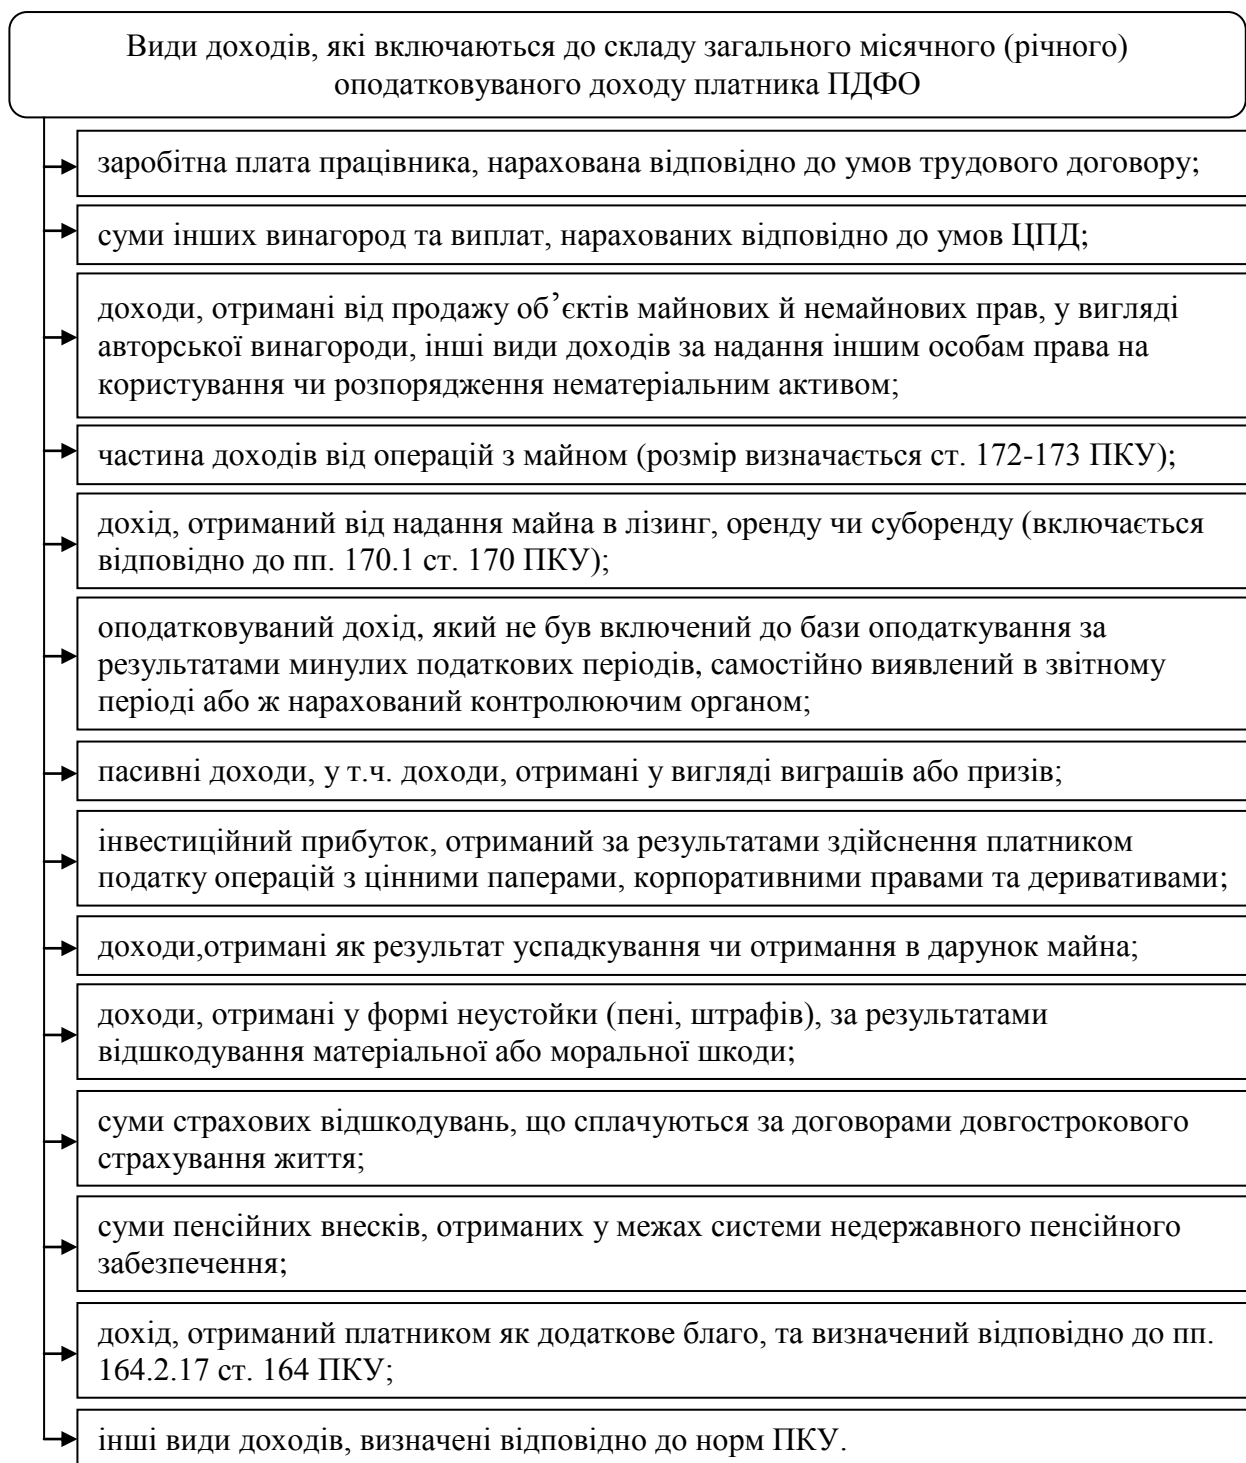 Види доходів, які включаються до складу загального місячного (річного)
оподатковуваного доходу платника ПДФО
заробітна плата працівника, нарахована відповідно до умов трудового договору;
суми інших винагород та виплат, нарахованих відповідно до умов ЦПД;
доходи, отримані від продажу об’єктів майнових й немайнових прав, у вигляді
авторської винагороди, інші види доходів за надання іншим особам права на
користування чи розпорядження нематеріальним активом;
частина доходів від операцій з майном (розмір визначається ст. 172-173 ПКУ);
дохід, отриманий від надання майна в лізинг, оренду чи суборенду (включається
відповідно до пп. 170.1 ст. 170 ПКУ);
оподатковуваний дохід, який не був включений до бази оподаткування за
результатами минулих податкових періодів, самостійно виявлений в звітному
періоді або ж нарахований контролюючим органом;
пасивні доходи, у т.ч. доходи, отримані у вигляді виграшів або призів;
інвестиційний прибуток, отриманий за результатами здійснення платником
податку операцій з цінними паперами, корпоративними правами та деривативами;
доходи,отримані як результат успадкування чи отримання в дарунок майна;
доходи, отримані у формі неустойки (пені, штрафів), за результатами
відшкодування матеріальної або моральної шкоди;
суми страхових відшкодувань, що сплачуються за договорами довгострокового
страхування життя;
суми пенсійних внесків, отриманих у межах системи недержавного пенсійного
забезпечення;
дохід, отриманий платником як додаткове благо, та визначений відповідно до пп.
164.2.17 ст. 164 ПКУ;
інші види доходів, визначені відповідно до норм ПКУ.